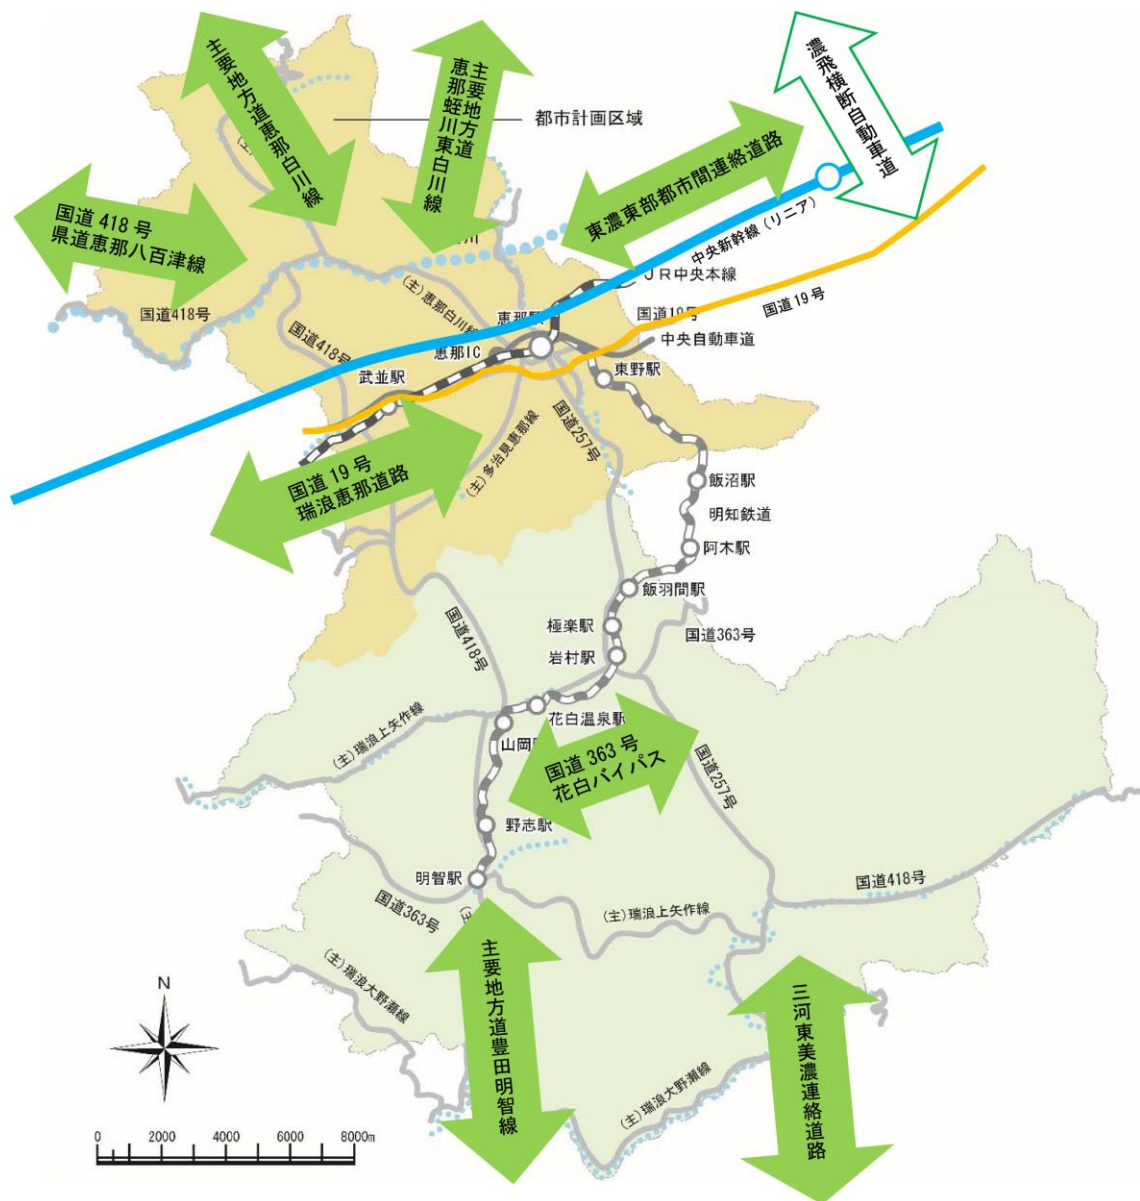 主要地方道恵那白川線
主要地方道
恵那蛭川東白川線
都市計画区域
濃飛横断自動車道
東濃東部都市間連絡道路
国道418号
県道恵那八百津線
中央新幹線（リニア）
JR中央本線
国道19号
国道19号
国道418号
(主)恵那白川線
恵那駅
恵那IC
中央自動車道
国道418号
武並駅
東野駅
国道257号
(主)多治見恵那線
国道19号
瑞浪恵那道路
飯沼駅
明知鉄道
阿木駅
飯羽間駅
極楽駅
国道363号
岩村駅
国道418号
花白温泉駅
(主)瑞浪上矢作線
山岡
国道363号
花白バイパス
国道257号
野志駅
明智駅
国道418号
国道363号
(主)瑞浪上矢作線
(主)瑞浪大野瀬線
主要地方道豊田明智線
三河東美濃連絡道路
(主)瑞浪大野瀬線
N
0 2000 4000 6000 8000m